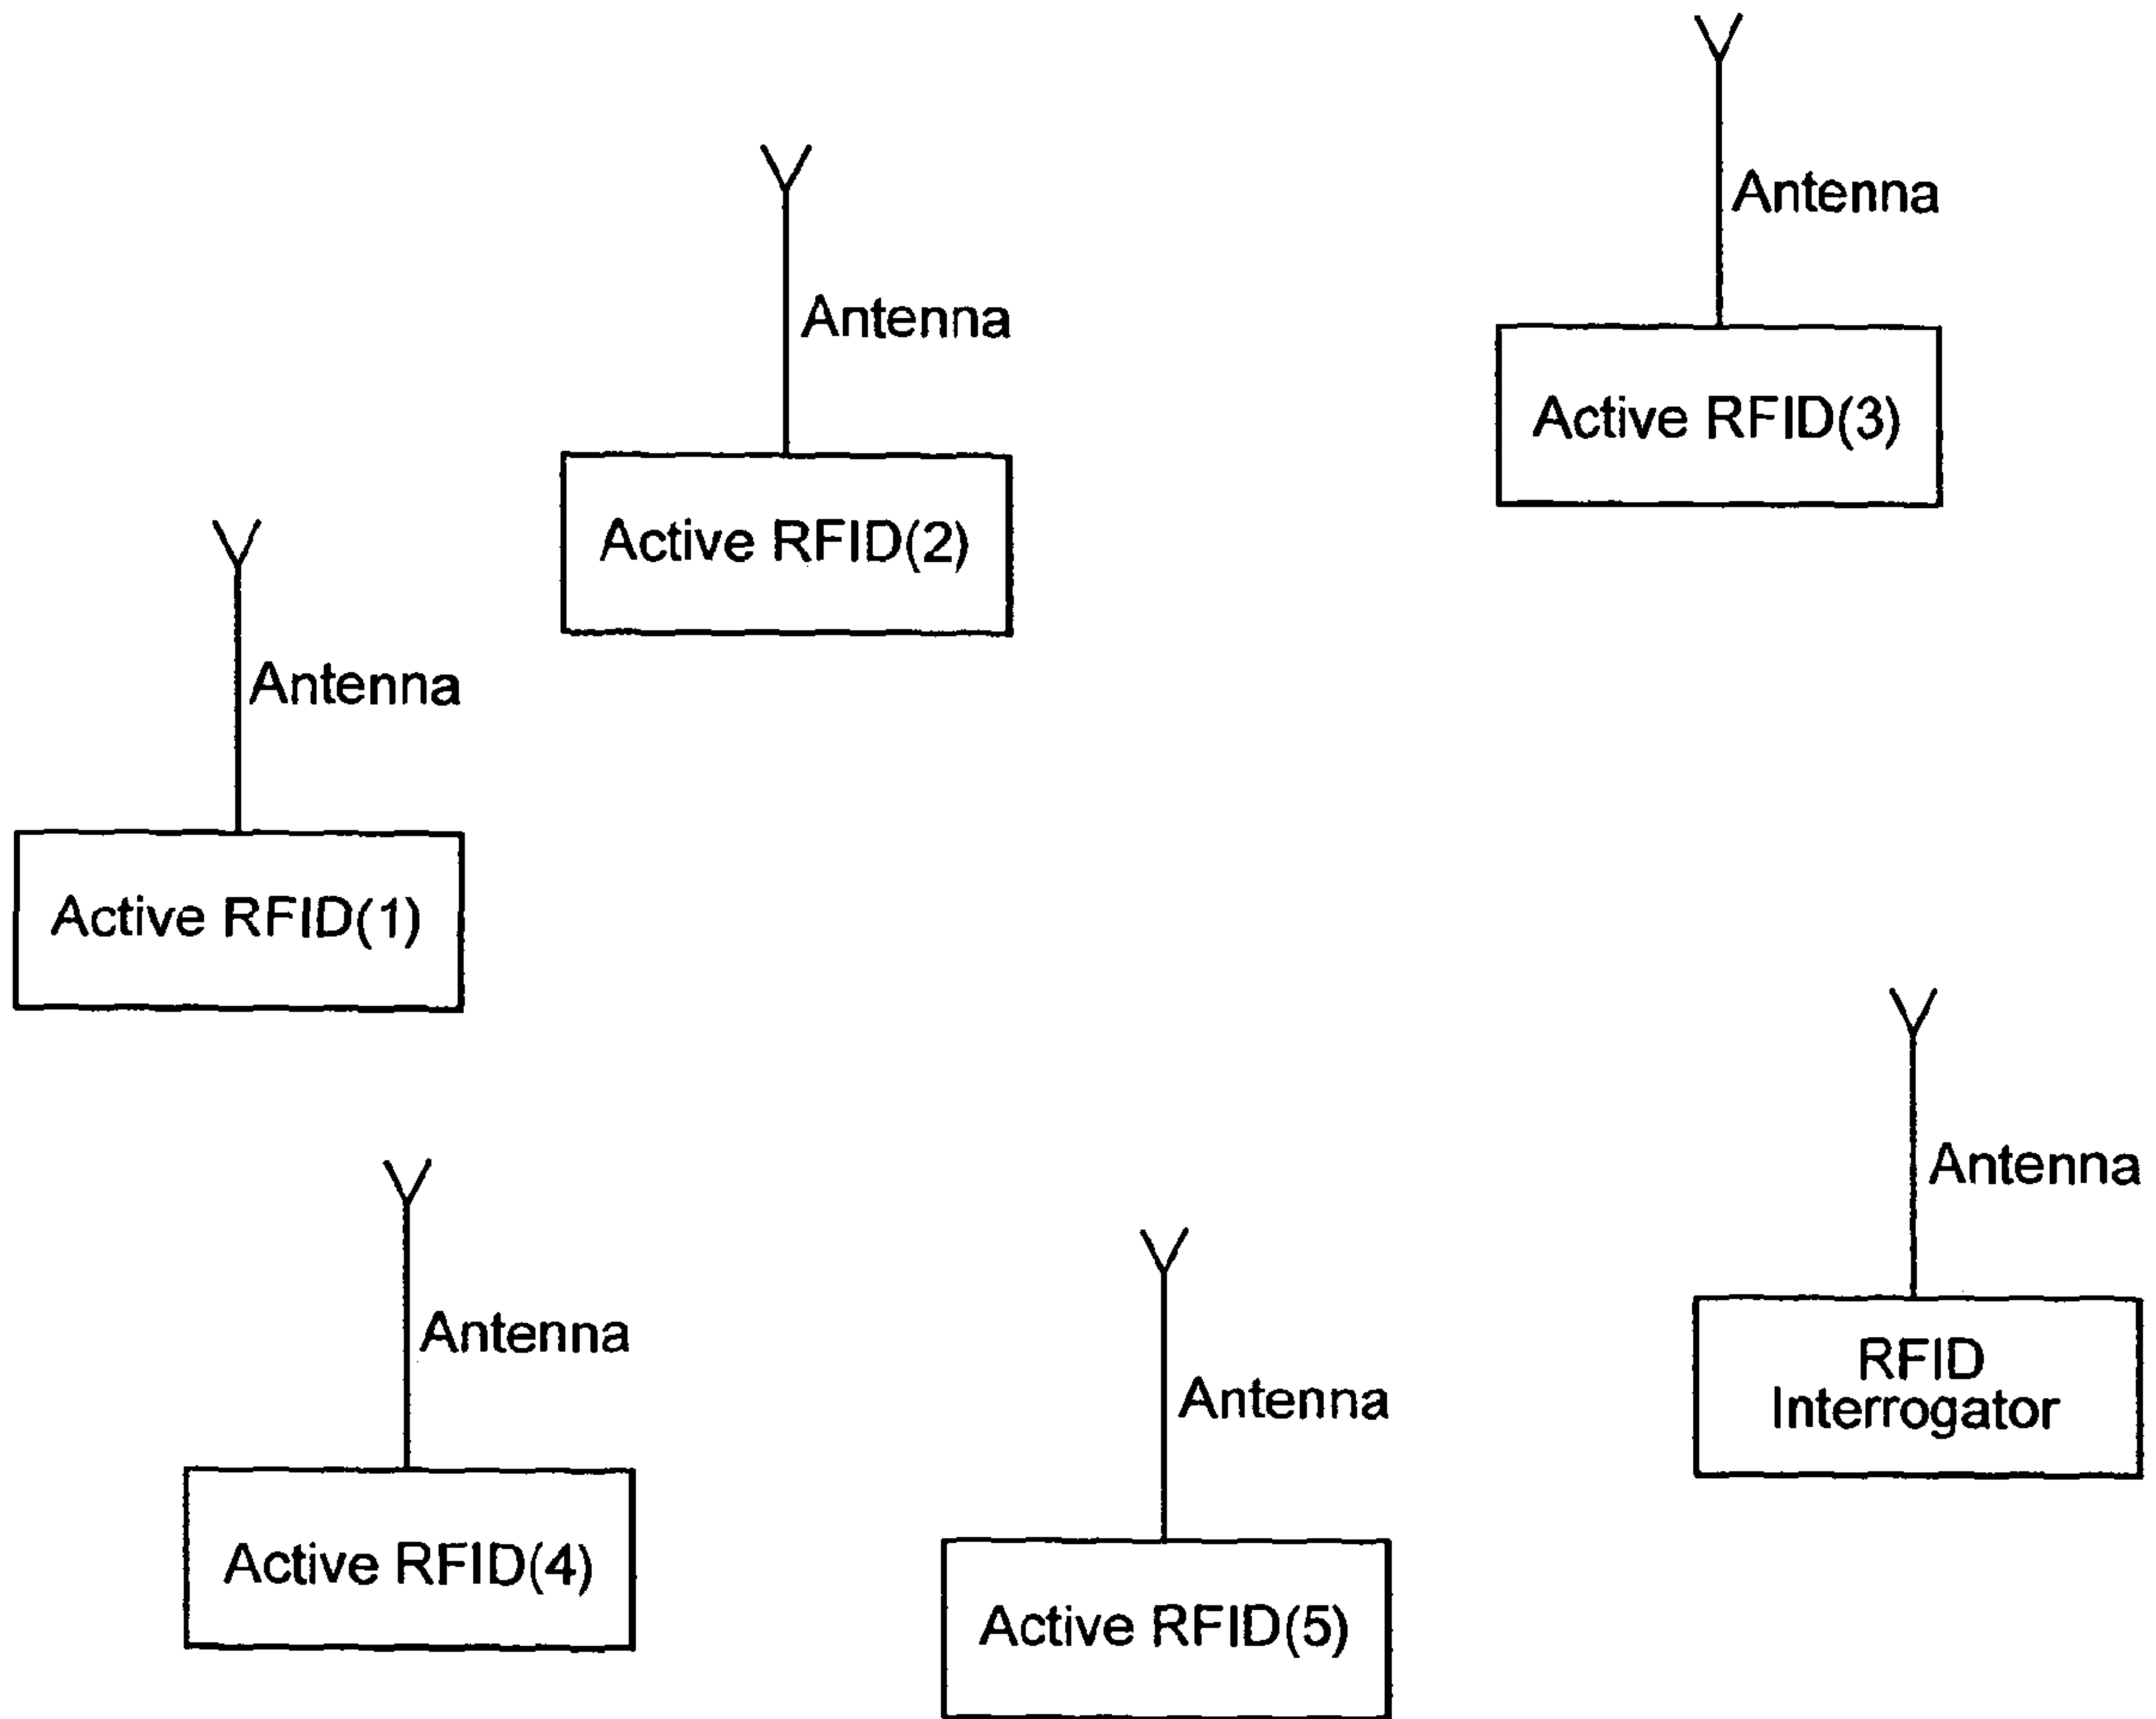 Antenna
Active RFID(3)
Antenna
Active RFID(2)
Antenna
Active RFID(1)
Antenna
RFID
Interrogator
Antenna
Active RFID(4)
Antenna
Active RFID(5)